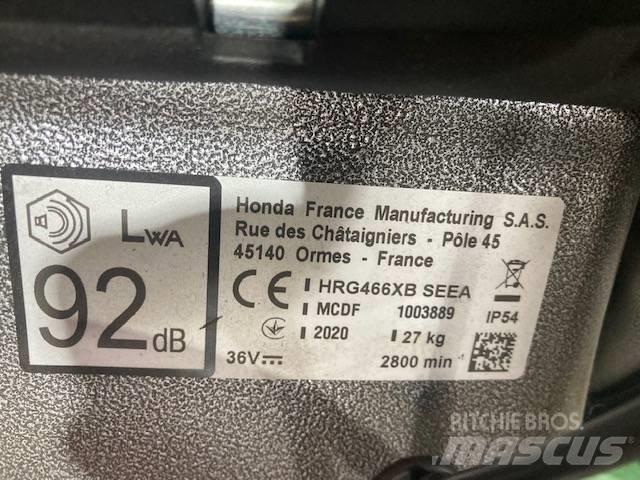 LWA
92 dB
Honda France Manufacturing S.A.S.
Rue des Châtaigniers - Pôle 45
45140 Ormes - France
CE
HRG466XB SEEA
MCDF 1003889
IP54
2020 27 kg
36V
2800 min
RITCHIE BROS.
MASCUS